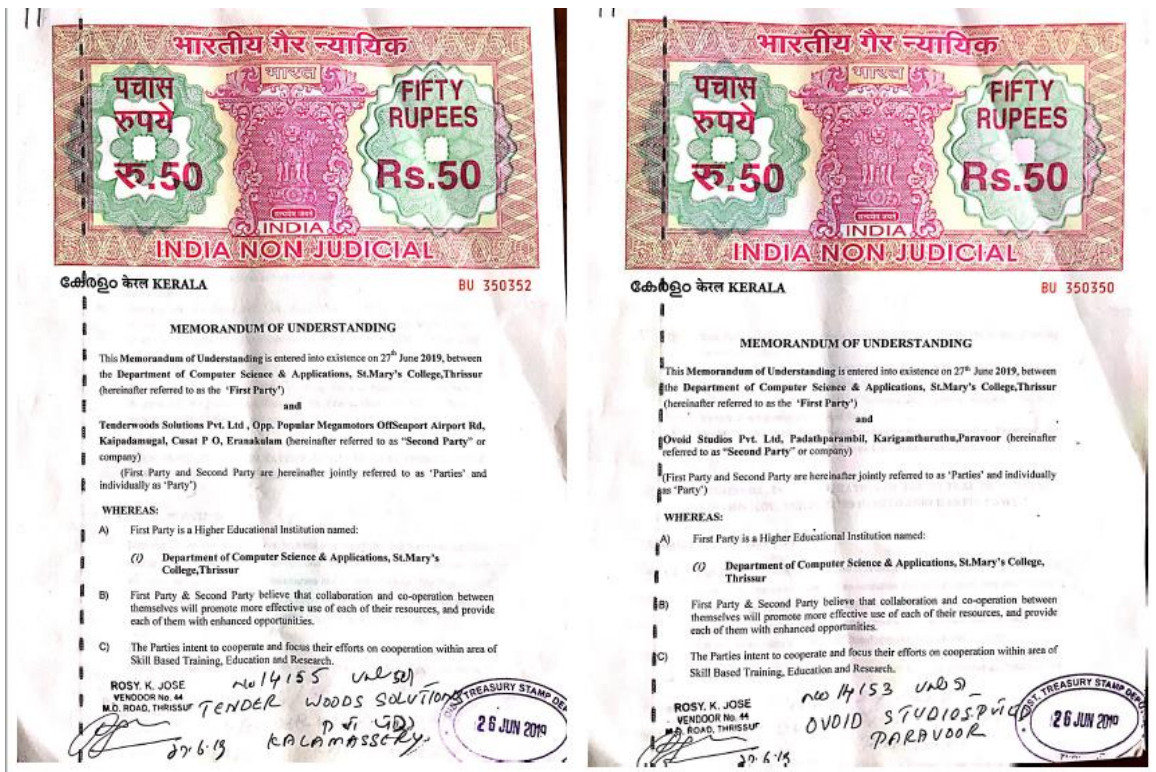 भारतीय गैर न्यायिक
भारत
पचास
रुपये
रु.50
FIFTY
RUPEES
Rs.50
सत्यमेव जयते
INDIA
INDIA NON JUDICIAL
കേരളം केरल KERALA
BU 350352
MEMORANDUM OF UNDERSTANDING
This Memorandum of Understanding is entered into existence on 27th June 2019, between
the Department of Computer Science & Applications, St.Mary's College,Thrissur
(hereinafter referred to as the 'First Party')
and
Tenderwoods Solutions Pvt. Ltd , Opp. Popular Megamotors OffSeaport Airport Rd,
Kaipadamugal, Cusat P O, Eranakulam (hereinafter referred to as "Second Party" or
company)
(First Party and Second Party are hereinafter jointly referred to as 'Parties' and
individually as 'Party')
WHEREAS:
A) First Party is a Higher Educational Institution named:
(i) Department of Computer Science & Applications, St.Mary's
College,Thrissur
B) First Party & Second Party believe that collaboration and co-operation between
themselves will promote more effective use of each of their resources, and provide
each of them with enhanced opportunities.
C) The Parties intent to cooperate and focus their efforts on cooperation within area of
Skill Based Training, Education and Research.
ROSY. K. JOSE
VENDOOR No. 44
M.O. ROAD, THRISSUR
No 14155
TENDER WOODS SOLUTIONS
KALAMASSERY
27.6.19
TREASURY STAMP
26 JUN 2019
भारतीय गैर न्यायिक
भारत
पचास
रुपये
रु.50
FIFTY
RUPEES
Rs.50
सत्यमेव जयते
INDIA
INDIA NON JUDICIAL
കേരളം केरल KERALA
BU 350350
MEMORANDUM OF UNDERSTANDING
This Memorandum of Understanding is entered into existence on 27th June 2019, between
the Department of Computer Science & Applications, St.Mary's College,Thrissur
(hereinafter referred to as the 'First Party')
and
Ovoid Studios Pvt. Ltd, Padathparambil, Karigamthuruthu,Paravoor (hereinafter
referred to as "Second Party" or company)
(First Party and Second Party are hereinafter jointly referred to as 'Parties' and individually
as 'Party')
WHEREAS:
A) First Party is a Higher Educational Institution named:
(i) Department of Computer Science & Applications, St.Mary's College,
Thrissur
B) First Party & Second Party believe that collaboration and co-operation between
themselves will promote more effective use of each of their resources, and provide
each of them with enhanced opportunities.
C) The Parties intent to cooperate and focus their efforts on cooperation within area of
Skill Based Training, Education and Research.
ROSY. K. JOSE
VENDOOR No. 44
M.O. ROAD, THRISSUR
No 14153
OVOID STUDIOS
PARAVOOR
27.6.19
DIST. TREASURY STAMP
26 JUN 2019